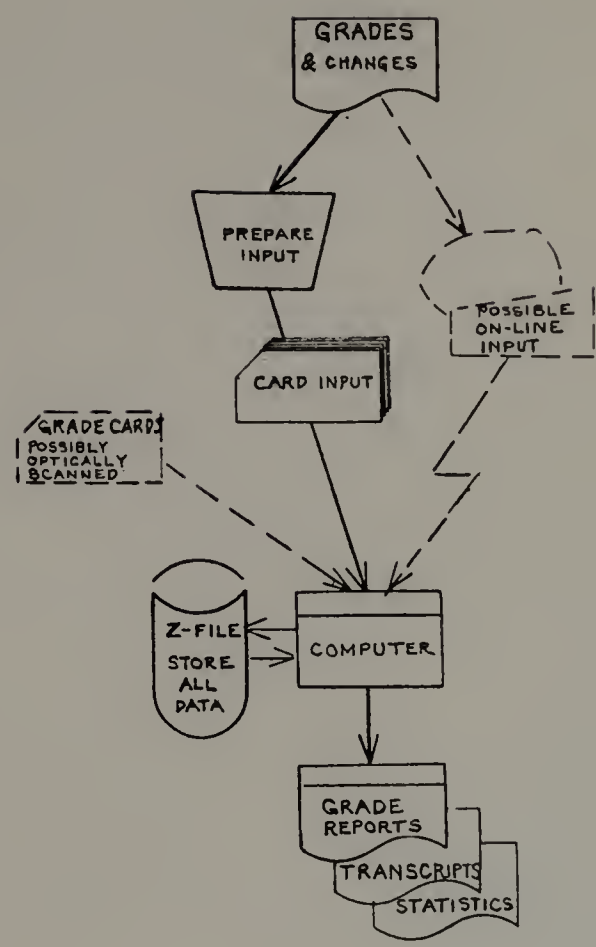 GRADES
& CHANGES
PREPARE
INPUT
POSSIBLE
ON-LINE
INPUT
CARD INPUT
GRADE CARDS
POSSIBLY
OPTICALLY
SCANNED
Z-FILE
STORE
ALL
DATA
COMPUTER
GRADE
REPORTS
TRANSCRIPTS
STATISTICS